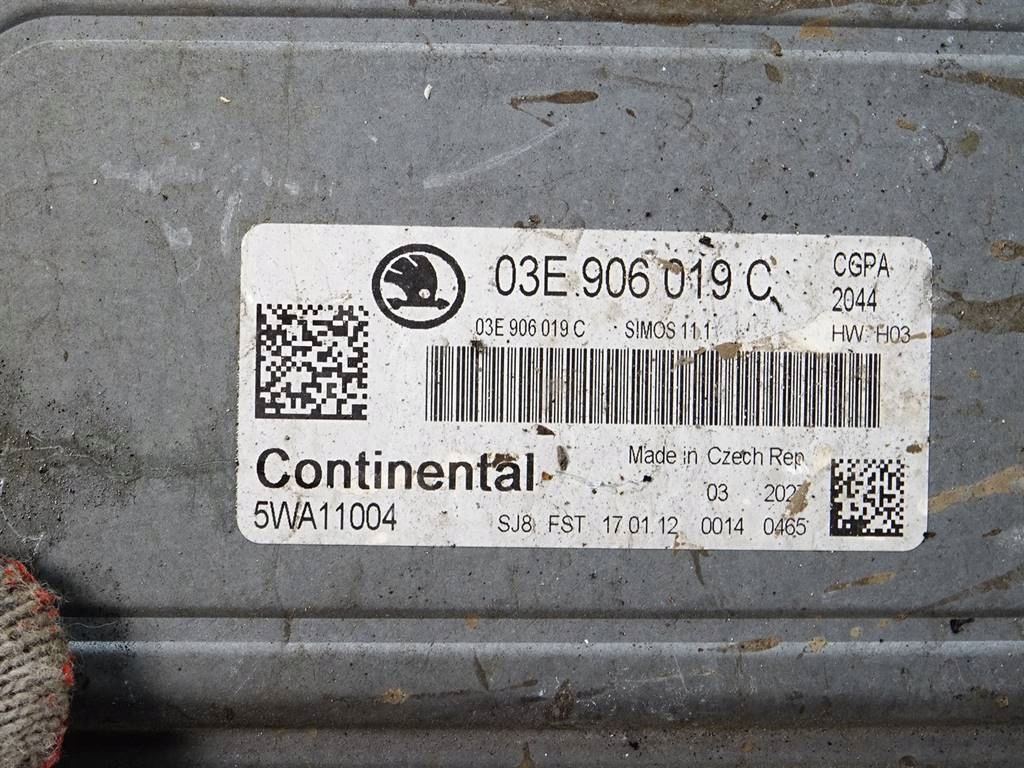 03E 906 019 C
CGPA
2044
03E 906 019 C SIMOS 11.1
HW: H03
Continental
Made in Czech Rep
03
5WA11004
SJ8 FST 17.01.12 0014 0465